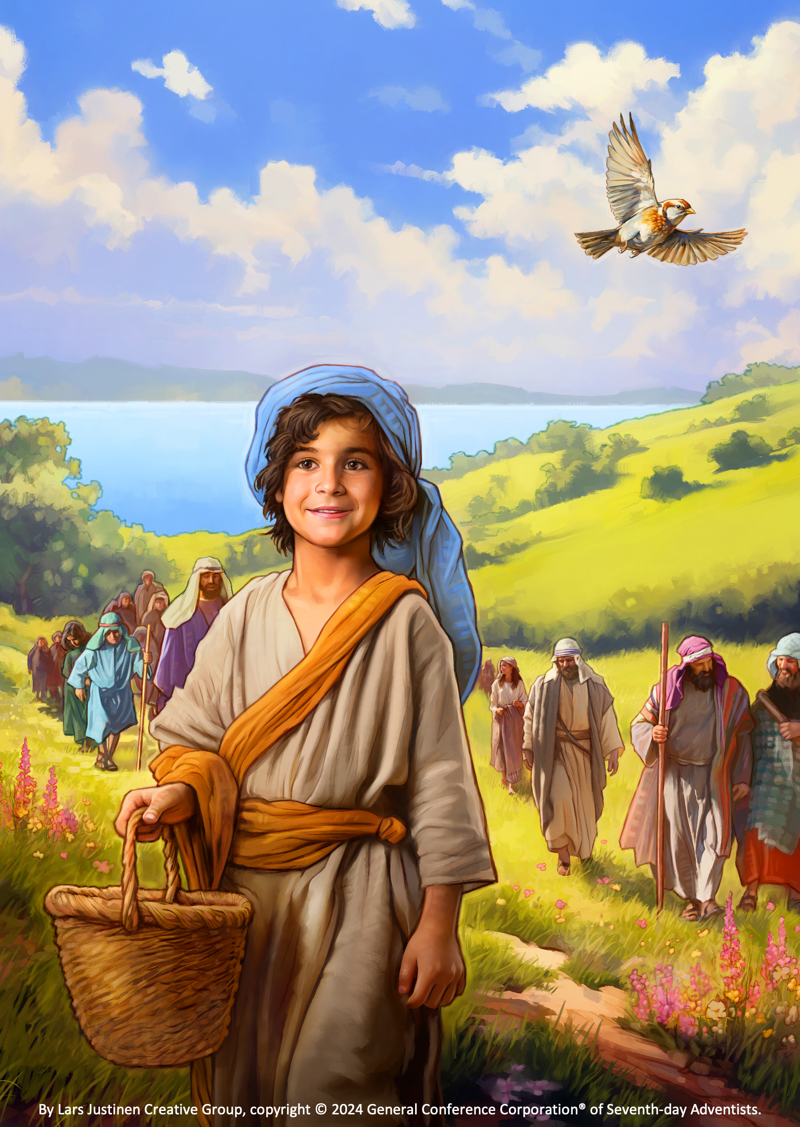 By Lars Justinen Creative Group, copyright © 2024 General Conference Corporation® of Seventh-day Adventists.